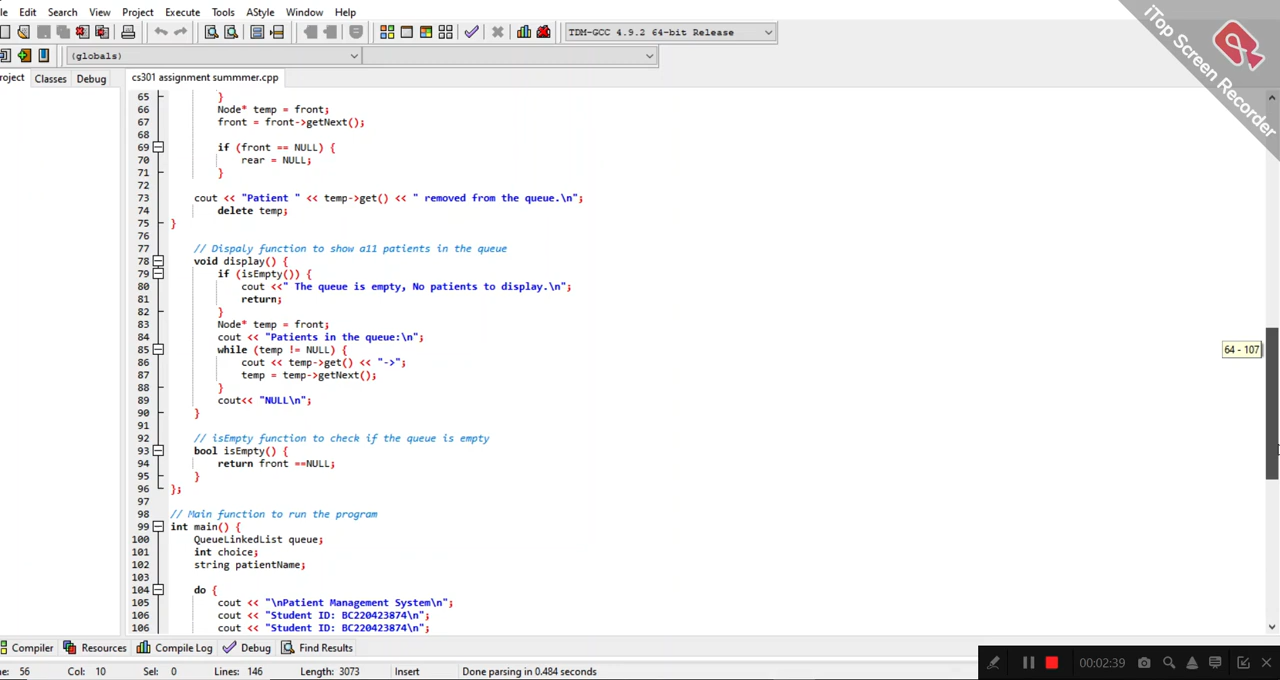 le Edit Search View Project Execute Tools AStyle Window Help
TDM-GCC 4.9.2 64-bit Release
(globals)
roject Classes Debug cs301 assignment summmer.cpp
65 }
66 Node* temp = front;
67 front = front->getNext();
68
69 if (front == NULL) {
70 rear = NULL;
71 }
72
73 cout << "Patient " << temp->get() << " removed from the queue.\n";
74 delete temp;
75 }
76
77 // Dispaly function to show a11 patients in the queue
78 void display() {
79 if (isEmpty()) {
80 cout <<" The queue is empty, No patients to display.\n";
81 return;
82 }
83 Node* temp = front;
84 cout << "Patients in the queue:\n";
85 while (temp != NULL) {
86 cout << temp->get() << "->";
87 temp = temp->getNext();
88 }
89 cout<< "NULL\n";
90 }
91
92 // isEmpty function to check if the queue is empty
93 bool isEmpty() {
94 return front ==NULL;
95 }
96 };
97
98 // Main function to run the program
99 int main() {
100 QueueLinkedList queue;
101 int choice;
102 string patientName;
103
104 do {
105 cout << "\nPatient Management System\n";
106 cout << "Student ID: BC220423874\n";
106 cout << "Student ID: BC220423874\n";
64 - 107
iTop Screen Recorder
Compiler Resources Compile Log Debug Find Results
ne: 56 Col: 10 Sel: 0 Lines: 146 Length: 3073 Insert Done parsing in 0.484 seconds
00:02:39